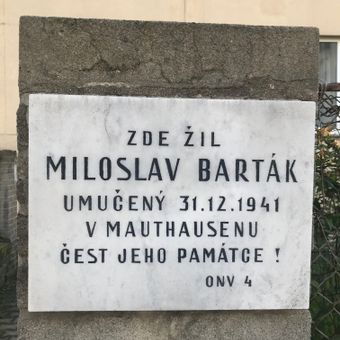 ZDE ŽIL
MILOSLAV BARTÁK
UMUČENÝ 31.12.1941
V MAUTHAUSENU
ČEST JEHO PAMÁTCE !
ONV 4